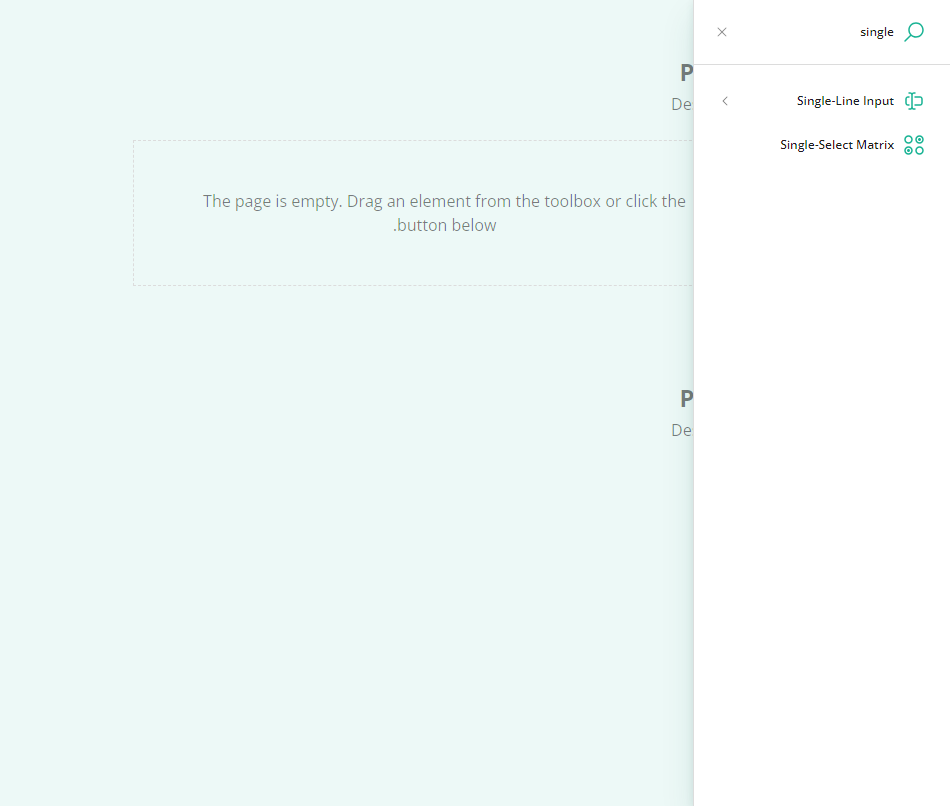 single
Single-Line Input
Single-Select Matrix
P
De
The page is empty. Drag an element from the toolbox or click the
.button below
P
De